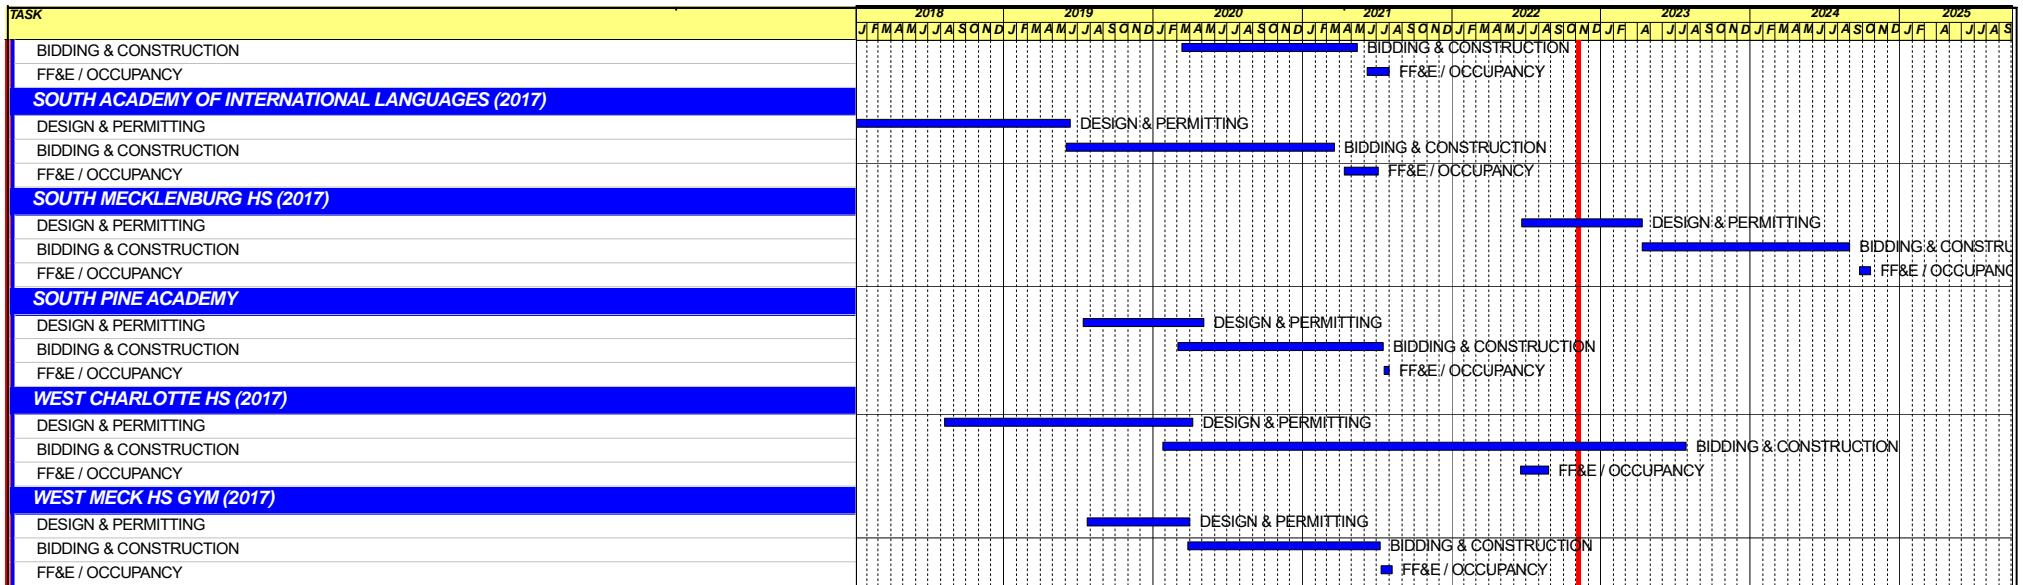 TASK 2018 2019 2020 2021 2022 2023 2024 2025
J F M A M J J A S O N D J F M A M J J A S O N D J F M A M J J A S O N D J F M A M J J A S O N D J F M A M J J A S O N D J F A J J A S O N D J F M A M J J A S O N D J F A J J A S
BIDDING & CONSTRUCTION BIDDING & CONSTRUCTION
FF&E / OCCUPANCY FF&E / OCCUPANCY
SOUTH ACADEMY OF INTERNATIONAL LANGUAGES (2017)
DESIGN & PERMITTING DESIGN & PERMITTING
BIDDING & CONSTRUCTION BIDDING & CONSTRUCTION
FF&E / OCCUPANCY FF&E / OCCUPANCY
SOUTH MECKLENBURG HS (2017)
DESIGN & PERMITTING DESIGN & PERMITTING
BIDDING & CONSTRUCTION BIDDING & CONSTRU
FF&E / OCCUPANCY FF&E / OCCUPANC
SOUTH PINE ACADEMY
DESIGN & PERMITTING DESIGN & PERMITTING
BIDDING & CONSTRUCTION BIDDING & CONSTRUCTION
FF&E / OCCUPANCY FF&E / OCCUPANCY
WEST CHARLOTTE HS (2017)
DESIGN & PERMITTING DESIGN & PERMITTING
BIDDING & CONSTRUCTION BIDDING & CONSTRUCTION
FF&E / OCCUPANCY FF&E / OCCUPANCY
WEST MECK HS GYM (2017)
DESIGN & PERMITTING DESIGN & PERMITTING
BIDDING & CONSTRUCTION BIDDING & CONSTRUCTION
FF&E / OCCUPANCY FF&E / OCCUPANCY